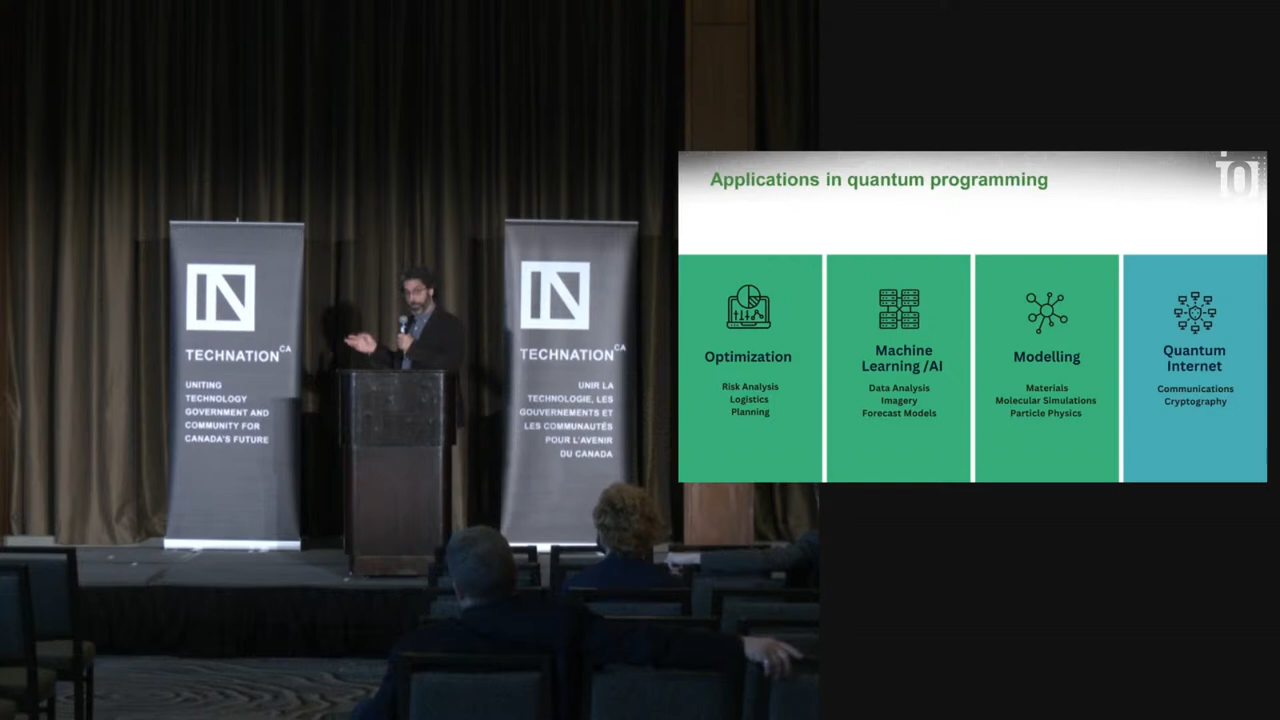 IN
TECHNATION CA
UNITING
TECHNOLOGY
GOVERNMENT AND
COMMUNITY FOR
CANADA'S FUTURE
IN
TECHNATION CA
UNIR LA
TECHNOLOGIE, LES
GOUVERNEMENTS ET
LES COMMUNAUTÉS
POUR L'AVENIR
DU CANADA
Applications in quantum programming
Optimization
Risk Analysis
Logistics
Planning
Machine
Learning /AI
Data Analysis
Imagery
Forecast Models
Modelling
Materials
Molecular Simulations
Particle Physics
Quantum
Internet
Communications
Cryptography